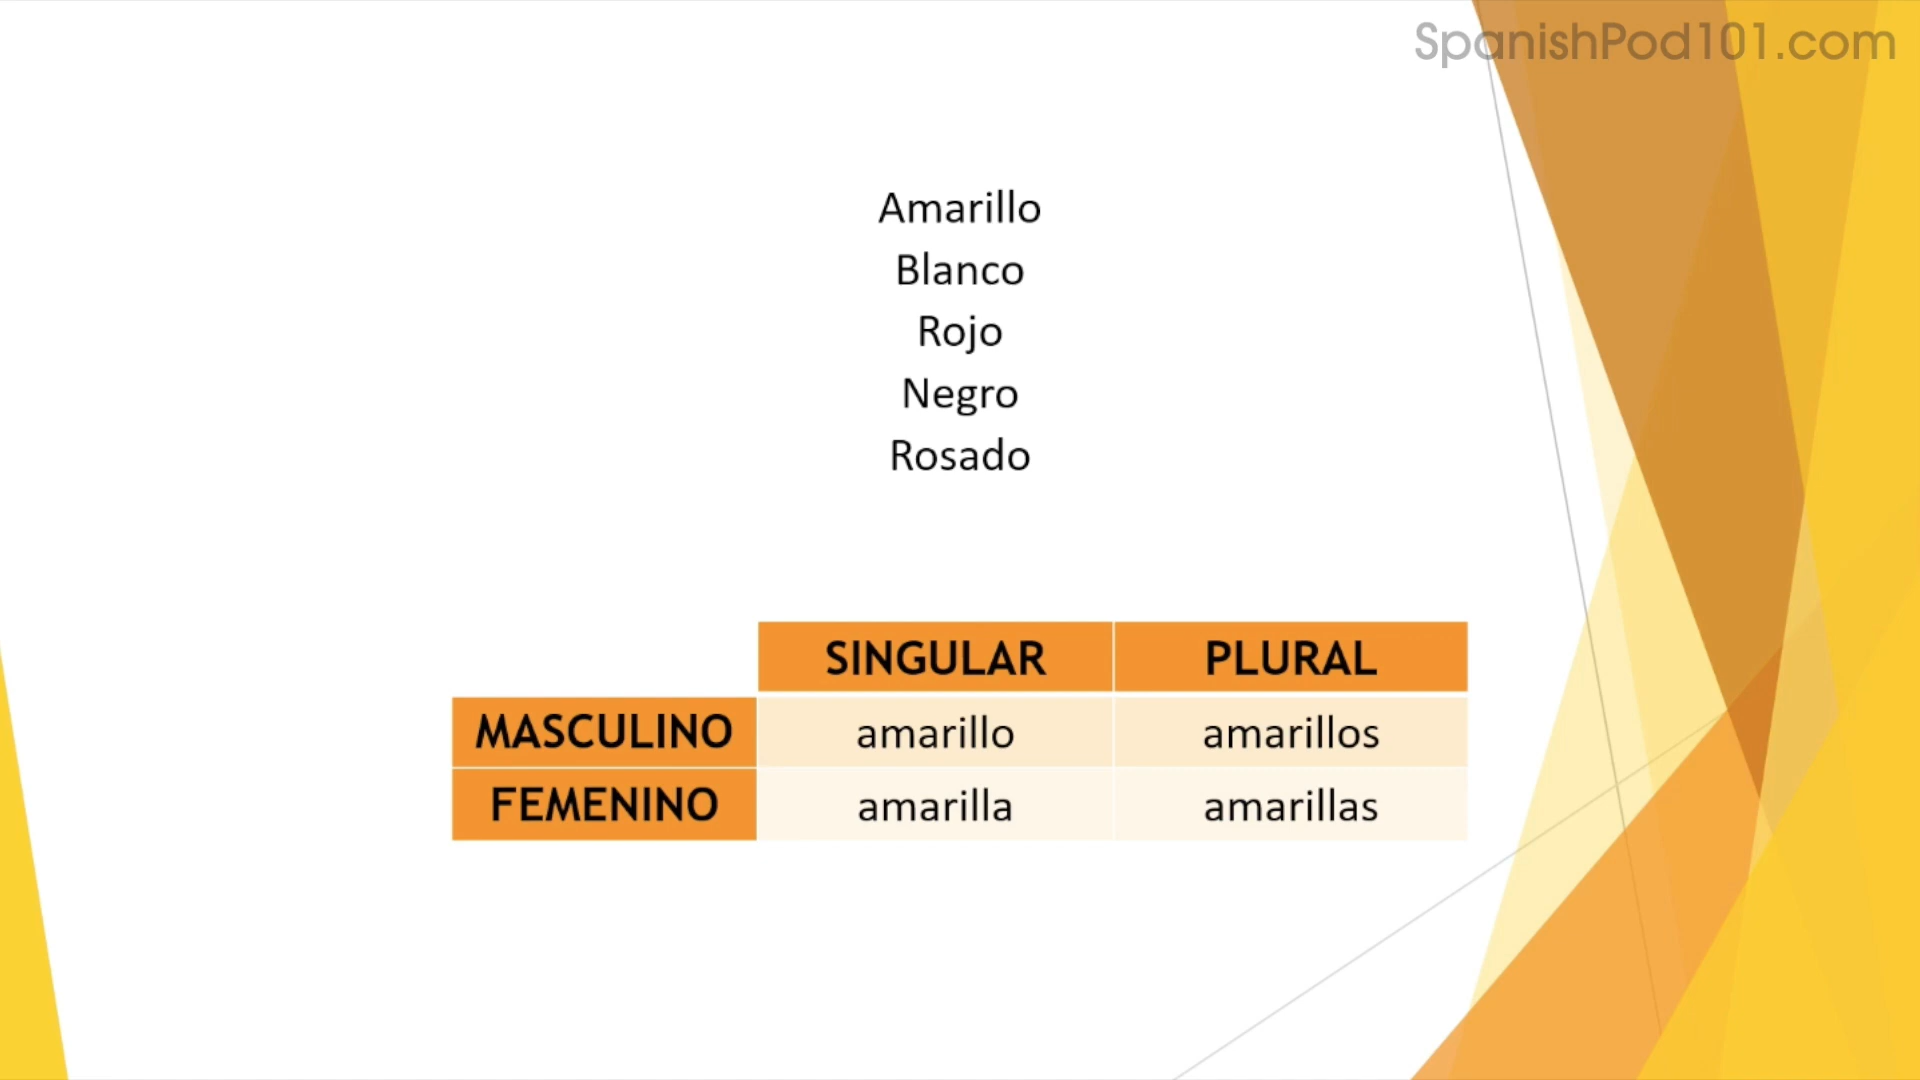 SpanishPod101.com
Amarillo
Blanco
Rojo
Negro
Rosado
SINGULAR PLURAL
MASCULINO amarillo amarillos
FEMENINO amarilla amarillas